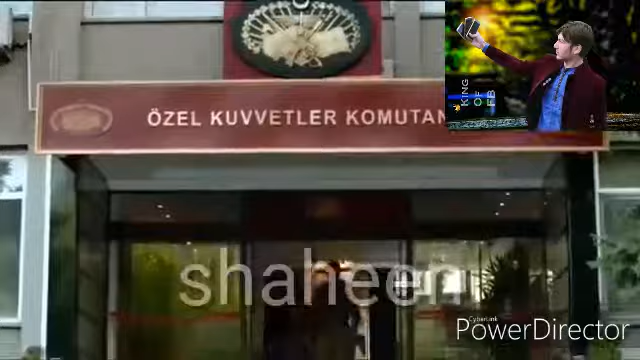 ÖZEL KUVVETLER KOMUTAN
KING
OF
FB
shaheen
CyberLink
PowerDirector